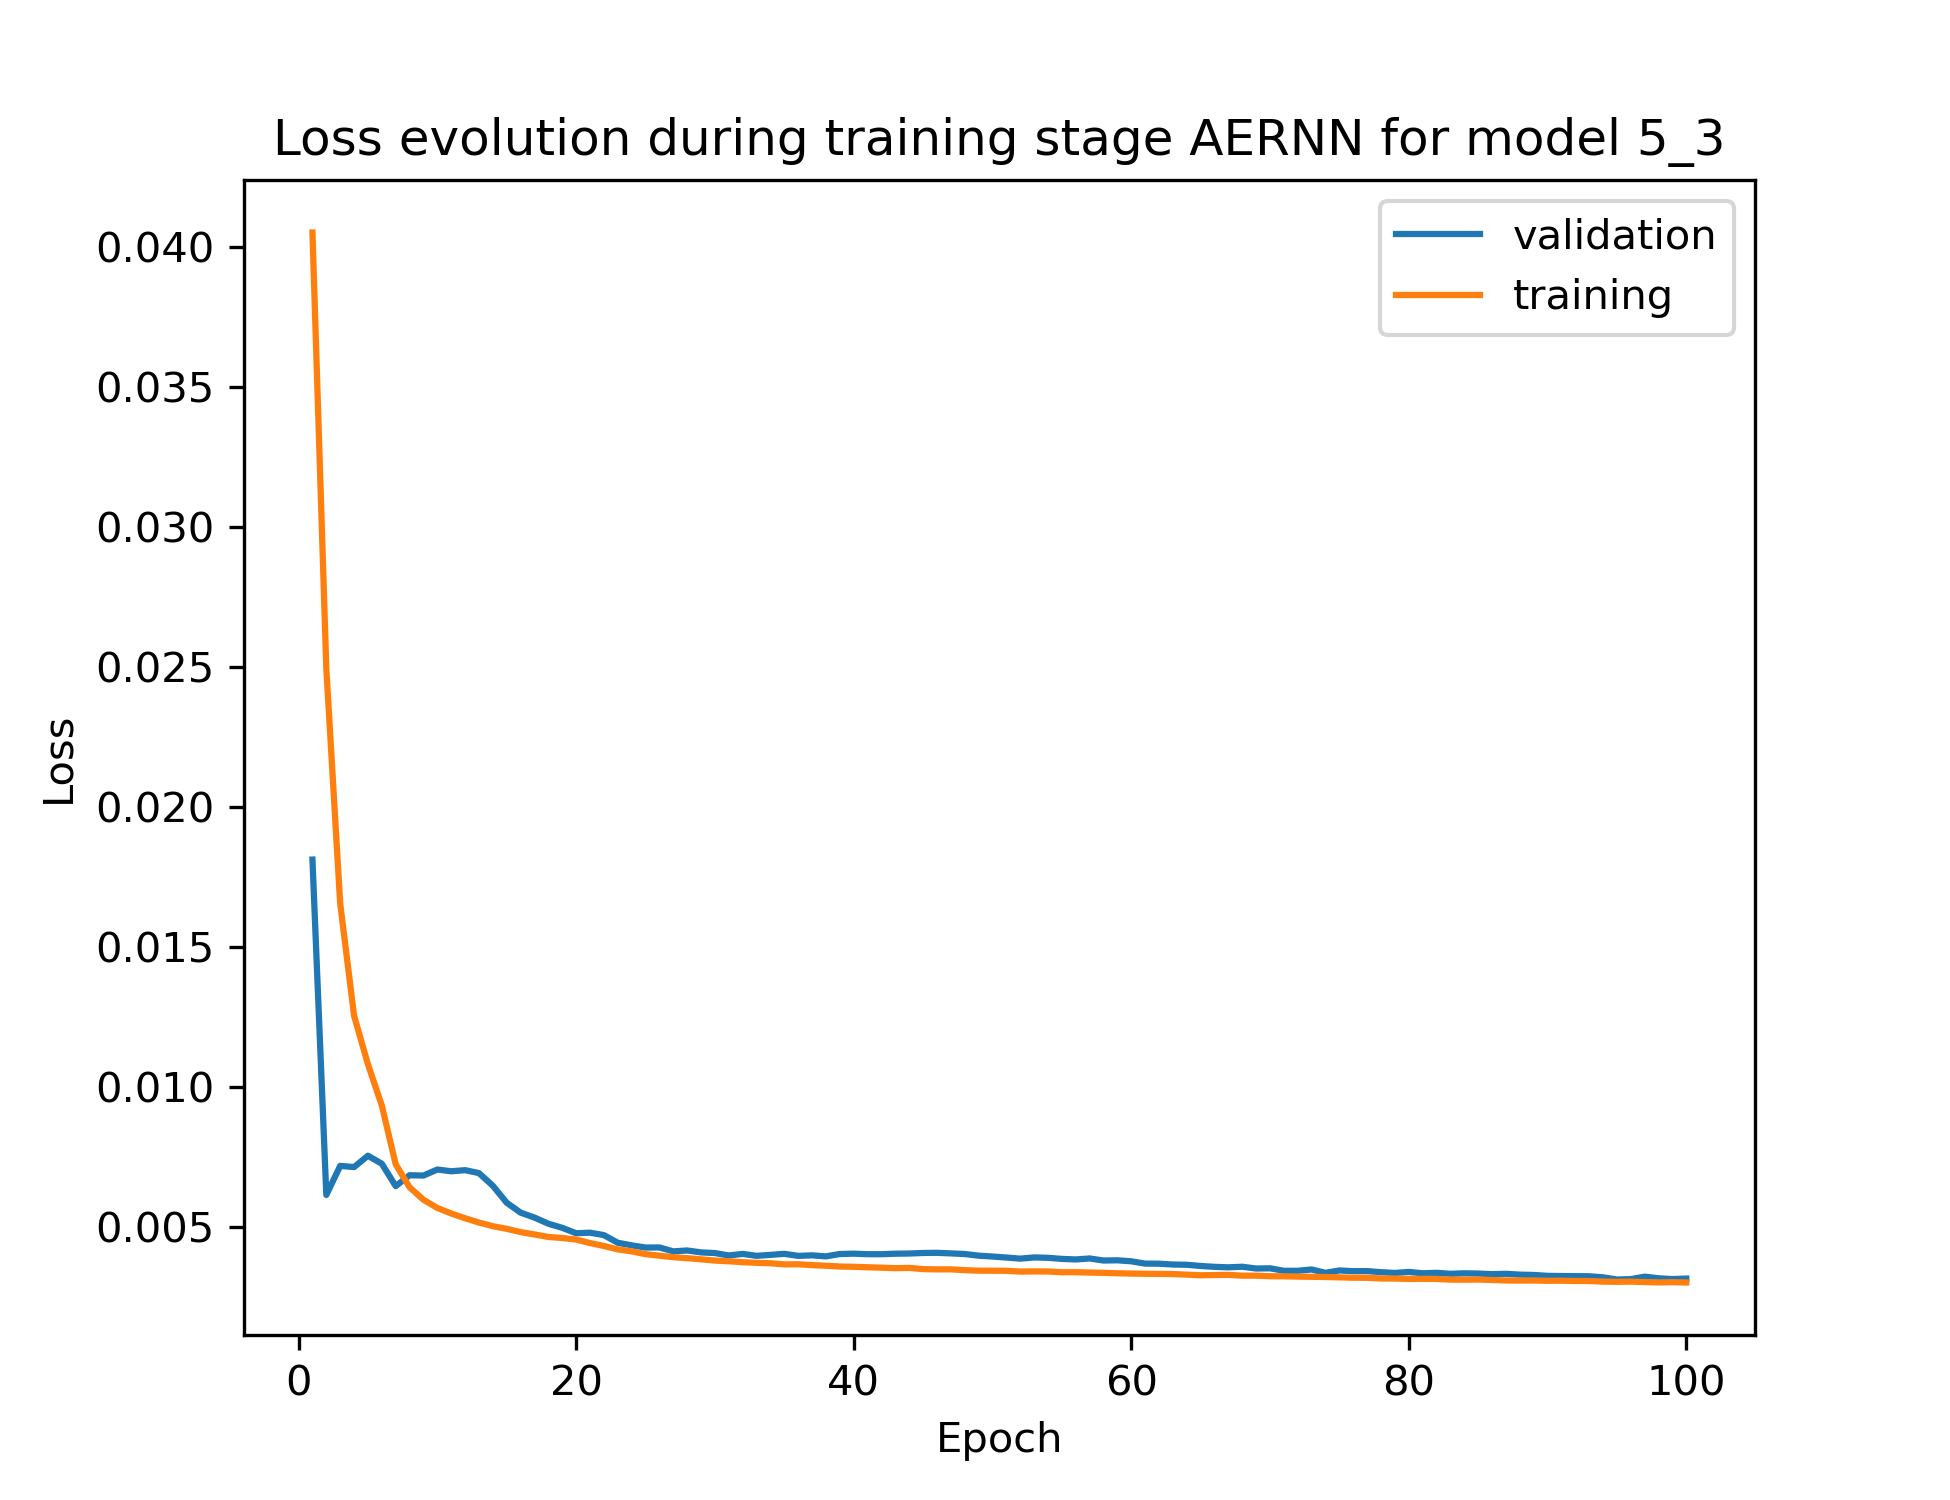 Loss evolution during training stage AERNN for model 5_3
validation
training
0.040
0.035
0.030
0.025
0.020
0.015
0.010
0.005
Loss
0 20 40 60 80 100
Epoch